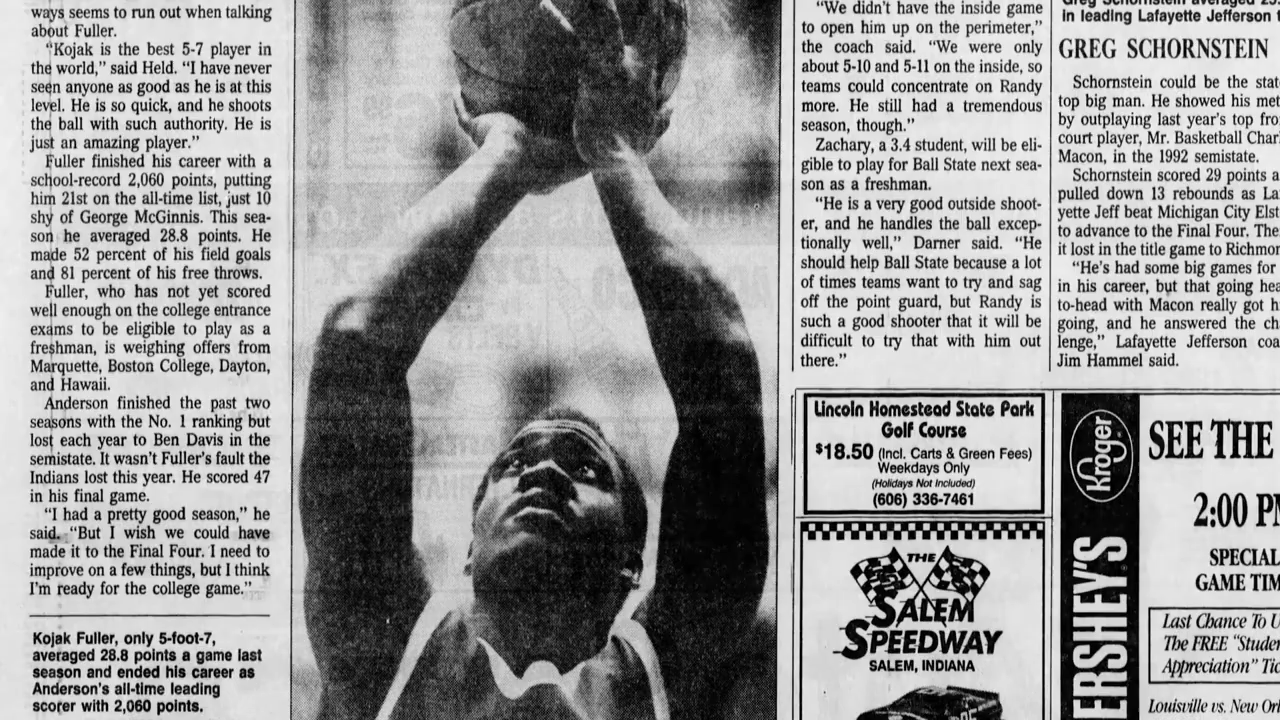 ways seems to run out when talking
about Fuller.
"Kojak is the best 5-7 player in
the world," said Held. "I have never
seen anyone as good as he is at this
level. He is so quick, and he shoots
the ball with such authority. He is
just an amazing player."
Fuller finished his career with a
school-record 2,060 points, putting
him 21st on the all-time list, just 10
shy of George McGinnis. This sea-
son he averaged 28.8 points. He
made 52 percent of his field goals
and 81 percent of his free throws.
Fuller, who has not yet scored
well enough on the college entrance
exams to be eligible to play as a
freshman, is weighing offers from
Marquette, Boston College, Dayton,
and Hawaii.
Anderson finished the past two
seasons with the No. 1 ranking but
lost each year to Ben Davis in the
semistate. It wasn't Fuller's fault the
Indians lost this year. He scored 47
in his final game.
"I had a pretty good season," he
said. "But I wish we could have
made it to the Final Four. I need to
improve on a few things, but I think
I'm ready for the college game."
Kojak Fuller, only 5-foot-7,
averaged 28.8 points a game last
season and ended his career as
Anderson's all-time leading
scorer with 2,060 points.
"We didn't have the inside game
to open him up on the perimeter,"
the coach said. "We were only
about 5-10 and 5-11 on the inside, so
teams could concentrate on Randy
more. He still had a tremendous
season, though."
Zachary, a 3.4 student, will be eli-
gible to play for Ball State next sea-
son as a freshman.
"He is a very good outside shoot-
er, and he handles the ball excep-
tionally well," Darner said. "He
should help Ball State because a lot
of times teams want to try and sag
off the point guard, but Randy is
such a good shooter that it will be
difficult to try that with him out
there."
Greg Schornstein averaged
in leading Lafayette Jefferson
GREG SCHORNSTEIN
Schornstein could be the stat
top big man. He showed his met
by outplaying last year's top fro
court player, Mr. Basketball Char
Macon, in the 1992 semistate.
Schornstein scored 29 points a
pulled down 13 rebounds as La
yette Jeff beat Michigan City Elst
to advance to the Final Four. The
it lost in the title game to Richmon
"He's had some big games for
in his career, but that going hea
to-head with Macon really got h
going, and he answered the ch
lenge," Lafayette Jefferson coa
Jim Hammel said.
Lincoln Homestead State Park
Golf Course
$18.50 (Incl. Carts & Green Fees)
Weekdays Only
(Holidays Not Included)
(606) 336-7461
THE
SALEM
SPEEDWAY
SALEM, INDIANA
Kroger
ERSHEY'S
SEE THE
2:00 P
SPECIAL
GAME TIM
Last Chance To U
The FREE "Studen
Appreciation" Tic
Louisville vs. New Orl